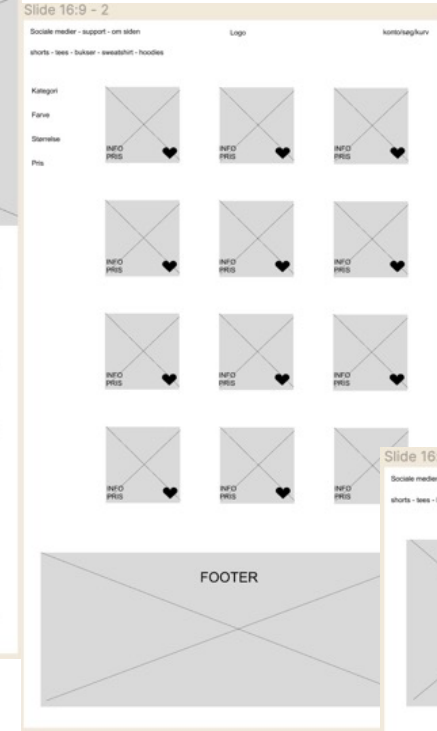 Slide 16:9 - 2
Sociale medier - support - om siden
Logo
konto/søg/kurv
shorts - tees - bukser - sweatshirt - hoodies
Kategori
Farve
Størrelse
Pris
INFO
PRIS
INFO
PRIS
INFO
PRIS
INFO
PRIS
INFO
PRIS
INFO
PRIS
INFO
PRIS
INFO
PRIS
INFO
PRIS
INFO
PRIS
INFO
PRIS
INFO
PRIS
Slide 16:
Sociale medier
shorts - tees -
FOOTER